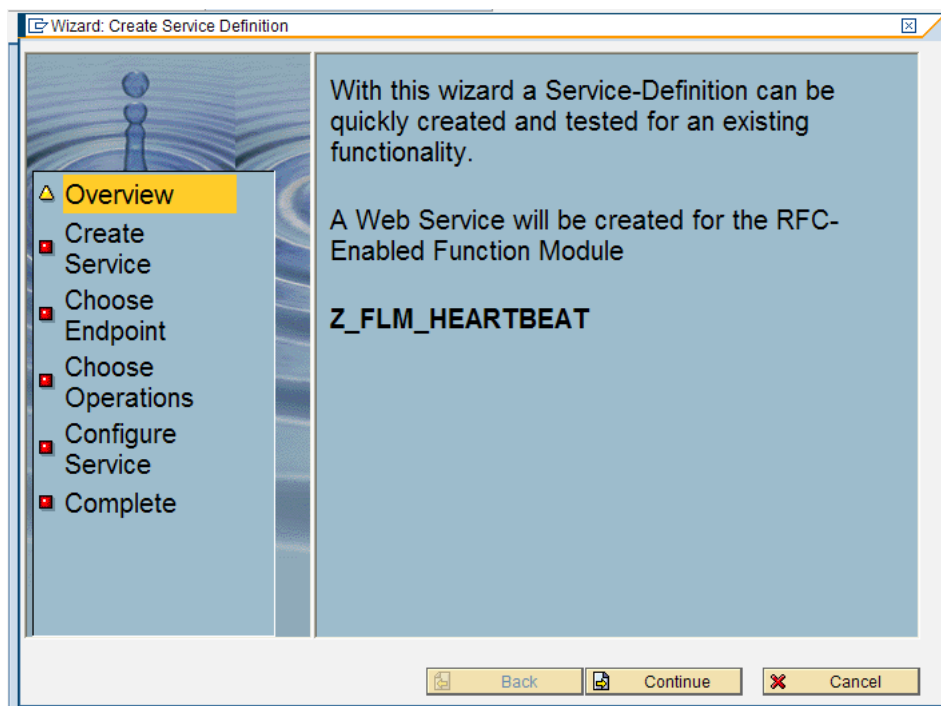 Wizard: Create Service Definition
With this wizard a Service-Definition can be
quickly created and tested for an existing
functionality.
A Web Service will be created for the RFC-
Enabled Function Module
Z_FLM_HEARTBEAT
Overview
Create
Service
Choose
Endpoint
Choose
Operations
Configure
Service
Complete
Back
Continue
Cancel